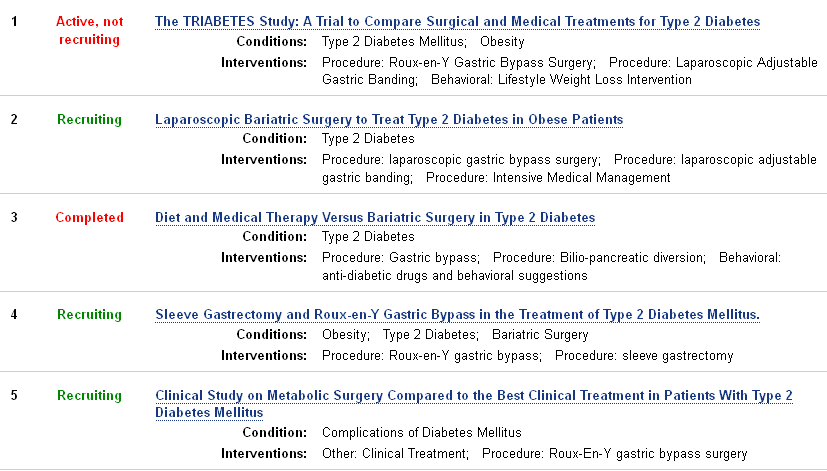 1 Active, not recruiting The TRIABETES Study: A Trial to Compare Surgical and Medical Treatments for Type 2 Diabetes
Conditions: Type 2 Diabetes Mellitus; Obesity
Interventions: Procedure: Roux-en-Y Gastric Bypass Surgery; Procedure: Laparoscopic Adjustable
Gastric Banding; Behavioral: Lifestyle Weight Loss Intervention
2 Recruiting Laparoscopic Bariatric Surgery to Treat Type 2 Diabetes in Obese Patients
Condition: Type 2 Diabetes
Interventions: Procedure: laparoscopic gastric bypass surgery; Procedure: laparoscopic adjustable
gastric banding; Procedure: Intensive Medical Management
3 Completed Diet and Medical Therapy Versus Bariatric Surgery in Type 2 Diabetes
Condition: Type 2 Diabetes
Interventions: Procedure: Gastric bypass; Procedure: Bilio-pancreatic diversion; Behavioral:
anti-diabetic drugs and behavioral suggestions
4 Recruiting Sleeve Gastrectomy and Roux-en-Y Gastric Bypass in the Treatment of Type 2 Diabetes Mellitus.
Conditions: Obesity; Type 2 Diabetes; Bariatric Surgery
Interventions: Procedure: Roux-en-Y gastric bypass; Procedure: sleeve gastrectomy
5 Recruiting Clinical Study on Metabolic Surgery Compared to the Best Clinical Treatment in Patients With Type 2
Diabetes Mellitus
Condition: Complications of Diabetes Mellitus
Interventions: Other: Clinical Treatment; Procedure: Roux-En-Y gastric bypass surgery